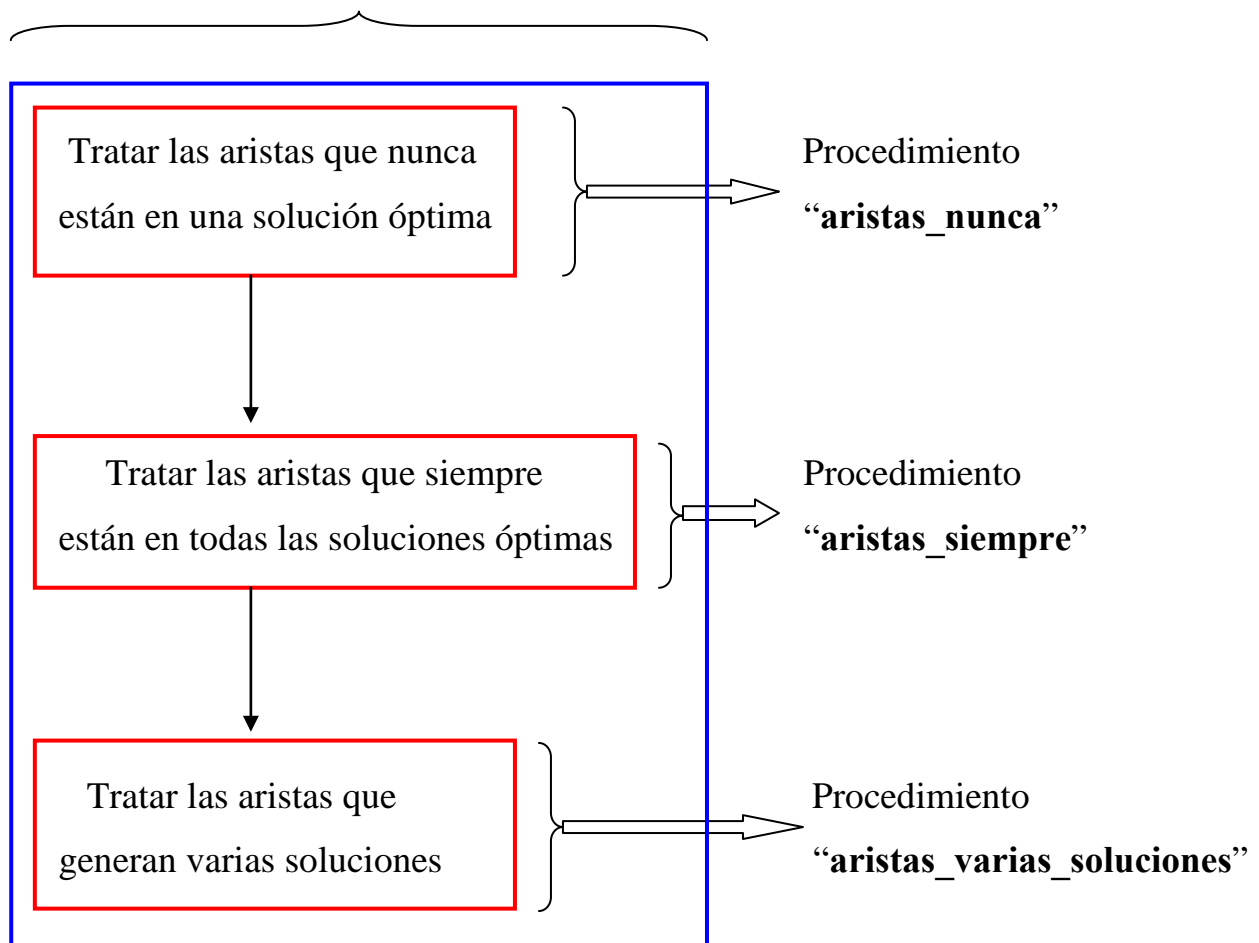 Tratar las aristas que nunca
están en una solución óptima
Procedimiento
“aristas_nunca”
Tratar las aristas que siempre
están en todas las soluciones óptimas
Procedimiento
“aristas_siempre”
Tratar las aristas que
generan varias soluciones
Procedimiento
“aristas_varias_soluciones”